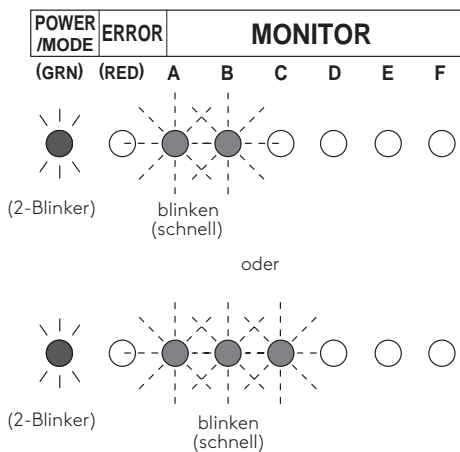 POWER
/MODE ERROR MONITOR
(GRN) (RED) A B C D E F
(2-Blinker) blinken
(schnell)
oder
(2-Blinker) blinken
(schnell)